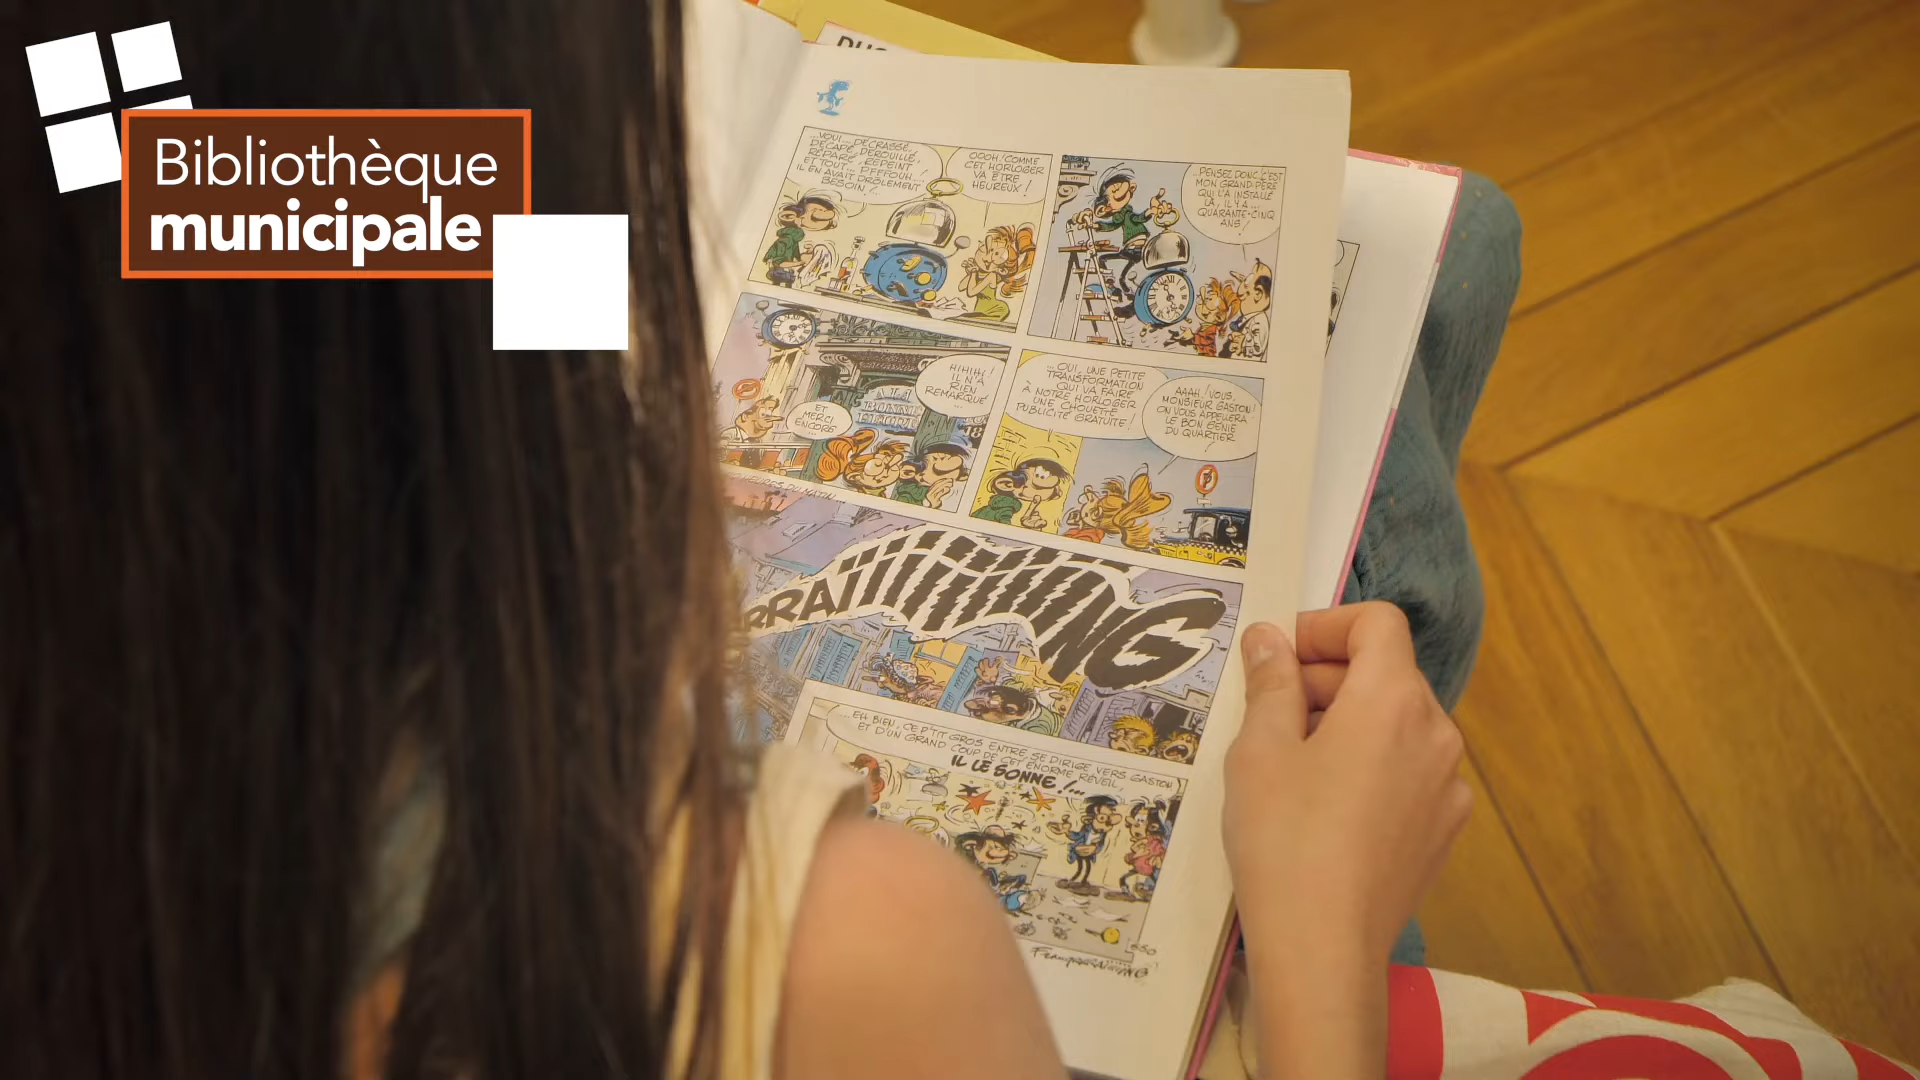 Bibliothèque
municipale
...VOUI... DÉCRASSÉ,
DÉCAPÉ, DÉROUILLÉ,
RÉPARÉ, REPEINT
ET TOUT... PFFFOUH...
IL EN AVAIT DRÔLEMENT
BESOIN!...
OOOH! COMME
CET HORLOGER
VA ÊTRE
HEUREUX!
...PENSEZ DONC, C'EST
MON GRAND-PÈRE
QUI L'A INSTALLÉ
LÀ, IL Y A...
QUARANTE-CINQ
ANS!
ET
MERCI
ENCORE
HIHIHI!
IL N'A
RIEN
REMARQUÉ
...
...OUI, UNE PETITE
TRANSFORMATION
QUI VA FAIRE
À NOTRE HORLOGER
UNE CHOUETTE
PUBLICITÉ GRATUITE!
AAAH! VOUS,
MONSIEUR GASTON!
ON VOUS APPELLERA
LE BON GÉNIE
DU QUARTIER
!
DU MATIN...
RRAÏIIIIIIIIIING
...EH BIEN, CE P'TIT GROS ENTRE, SE DIRIGE VERS GASTON
ET D'UN GRAND COUP DE CET ÉNORME RÉVEIL,
IL LE SONNE!...